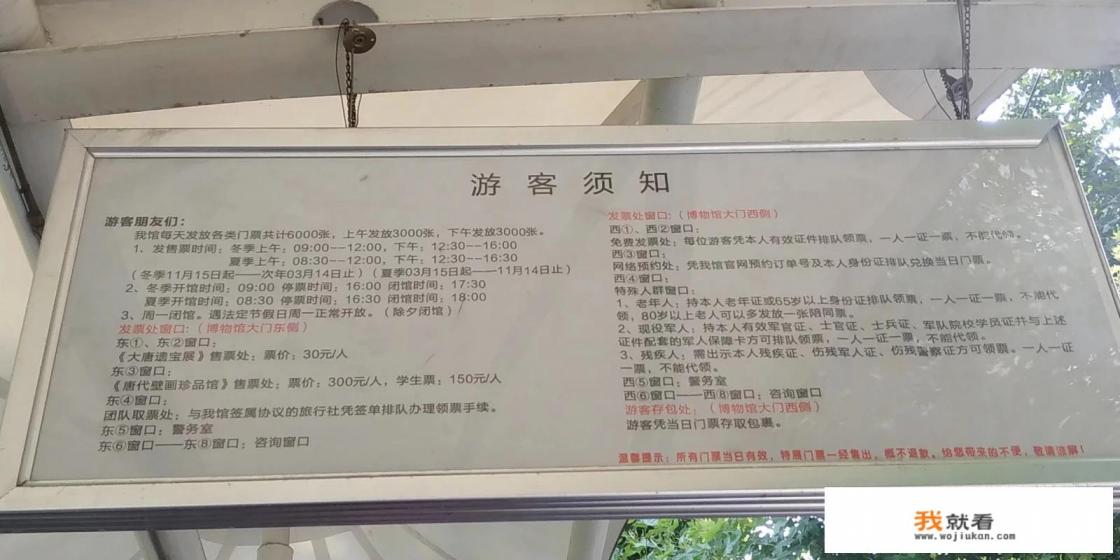 游客须知
游客朋友们：
我馆每天发放各类门票共计6000张，上午发放3000张，下午发放3000张。
1、发售票时间：冬季上午：09:00--12:00，下午：12:30--16:00
夏季上午：08:30--12:00，下午：12:30--16:00
（冬季11月15日起——次年03月14日止）（夏季03月15日起——11月14日止）
2、冬季开馆时间：09:00 停票时间：16:00 闭馆时间：17:30
夏季开馆时间：08:30 停票时间：16:30 闭馆时间：18:00
3、周一闭馆。遇法定节假日周一正常开放。（除夕闭馆）
发票处窗口：（博物馆大门东侧）
东①、东②窗口：
《大唐遗宝展》售票处：票价：30元/人
东③窗口：
《唐代壁画珍品馆》售票处：票价：300元/人，学生票：150元/人
东④窗口：
团队取票处：与我馆签属协议的旅行社凭签单排队办理领票手续。
东⑤窗口：警务室
东⑥窗口——东⑧窗口：咨询窗口
发票处窗口：（博物馆大门西侧）
西①、西②窗口：
免费发票处：每位游客凭本人有效证件排队领票，一人一证一票，不能代领。
西③窗口：
网络预约处：凭我馆官网预约订单号及本人身份证排队兑换当日门票。
西④窗口：
特殊人群窗口：
1、老年人：持本人老年证或65岁以上身份证排队领票，一人一证一票，不能代
领，80岁以上老人可以多发放一张陪同票。
2、现役军人：持本人有效军官证、士官证、士兵证、军队院校学员证并与上述
证件配套的军人保障卡方可排队领票，一人一证一票，不能代领。
3、残疾人：需出示本人残疾证、伤残军人证、伤残警察证方可领票。一人一证
一票，不能代领。
西⑤窗口：警务室
西⑥窗口——西⑧窗口：咨询窗口
游客存包处：（博物馆大门西侧）
游客凭当日门票存取包裹。
温馨提示：所有门票当日有效，特展门票一经售出，概不退款。给您带来的不便，敬请谅解！
我就看
www.wojiukan.com